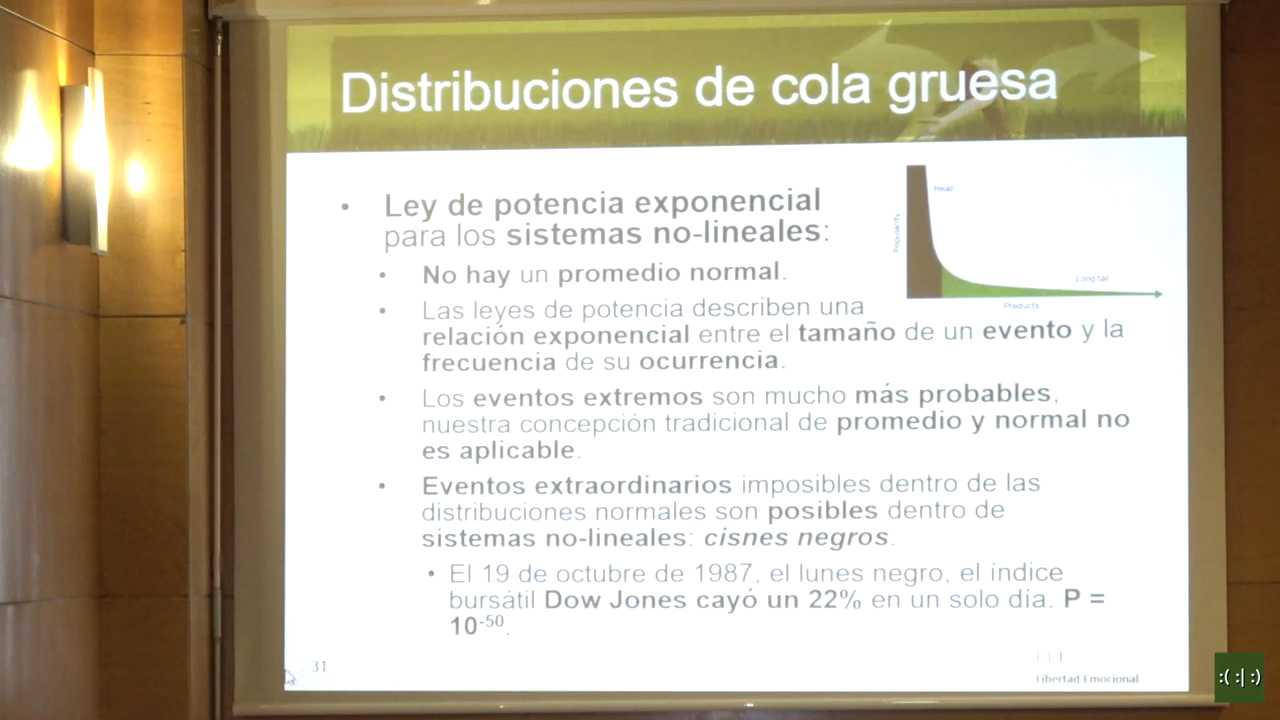 Distribuciones de cola gruesa
• Ley de potencia exponencial
para los sistemas no-lineales:
Head
Popularity
Long tail
Products
• No hay un promedio normal.
• Las leyes de potencia describen una
relación exponencial entre el tamaño de un evento y la
frecuencia de su ocurrencia.
• Los eventos extremos son mucho más probables,
nuestra concepción tradicional de promedio y normal no
es aplicable.
• Eventos extraordinarios imposibles dentro de las
distribuciones normales son posibles dentro de
sistemas no-lineales: cisnes negros.
• El 19 de octubre de 1987, el lunes negro, el índice
bursátil Dow Jones cayó un 22% en un solo día. P =
10⁻⁵⁰.
31
Libertad Emocional
:( :| :)